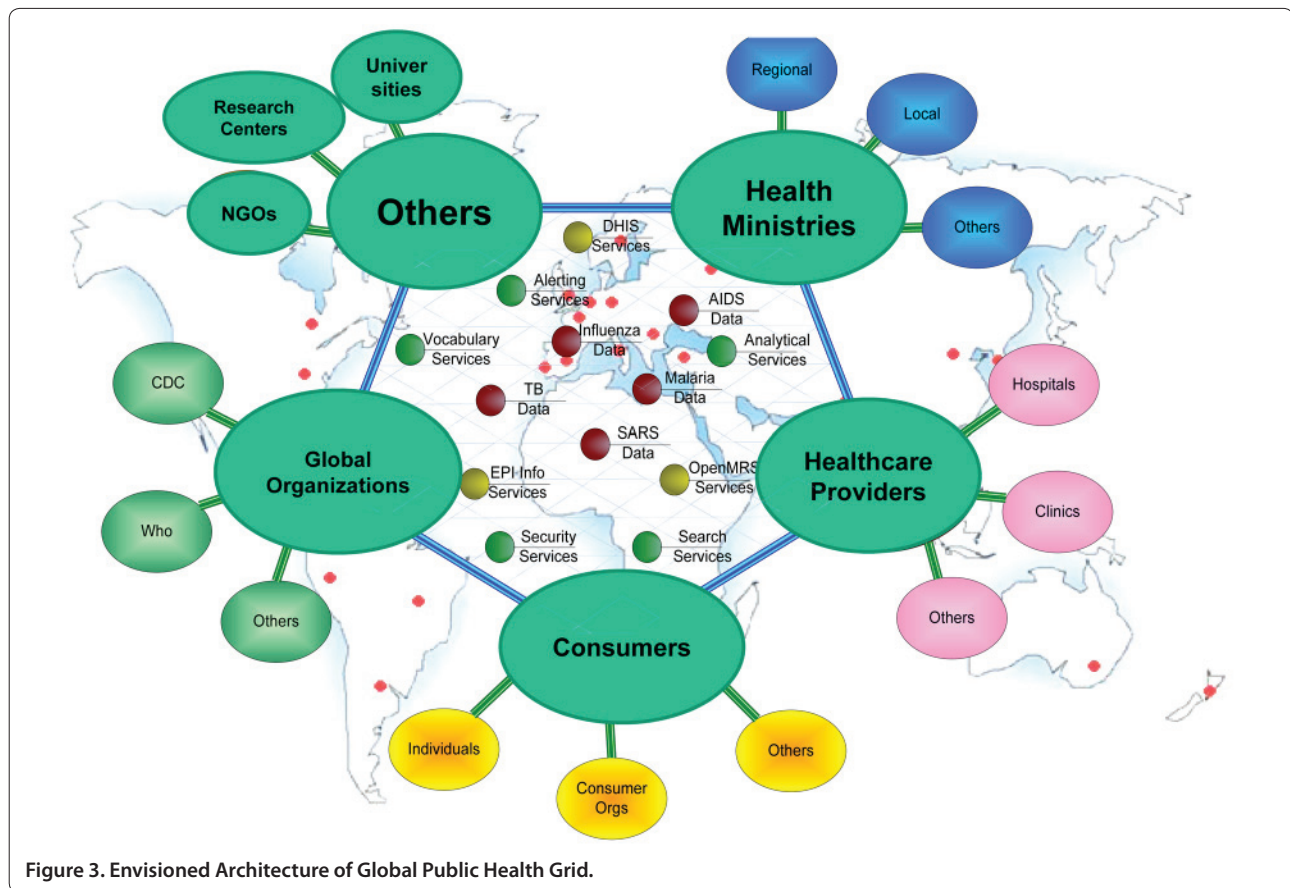 Univer
sities
Research
Centers
NGOs
Others
Regional
Local
Others
Health
Ministries
DHIS
Services
Alerting
Services
AIDS
Data
Vocabulary
Services
Influenza
Data
Analytical
Services
TB
Data
Malaria
Data
SARS
Data
EPI Info
Services
OpenMRS
Services
Security
Services
Search
Services
CDC
Who
Others
Global
Organizations
Healthcare
Providers
Hospitals
Clinics
Others
Consumers
Individuals
Consumer
Orgs
Others
Figure 3. Envisioned Architecture of Global Public Health Grid.